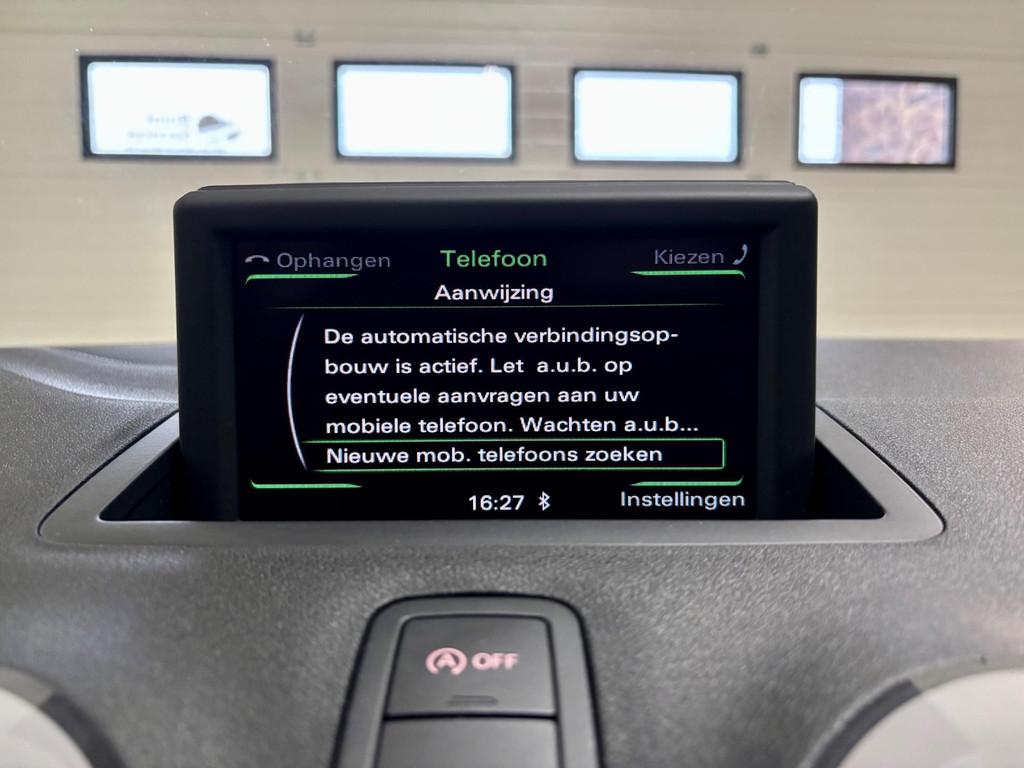 Ophangen Telefoon Kiezen
Aanwijzing
De automatische verbindingsop-
bouw is actief. Let a.u.b. op
eventuele aanvragen aan uw
mobiele telefoon. Wachten a.u.b...
Nieuwe mob. telefoons zoeken
16:27 Instellingen
A OFF